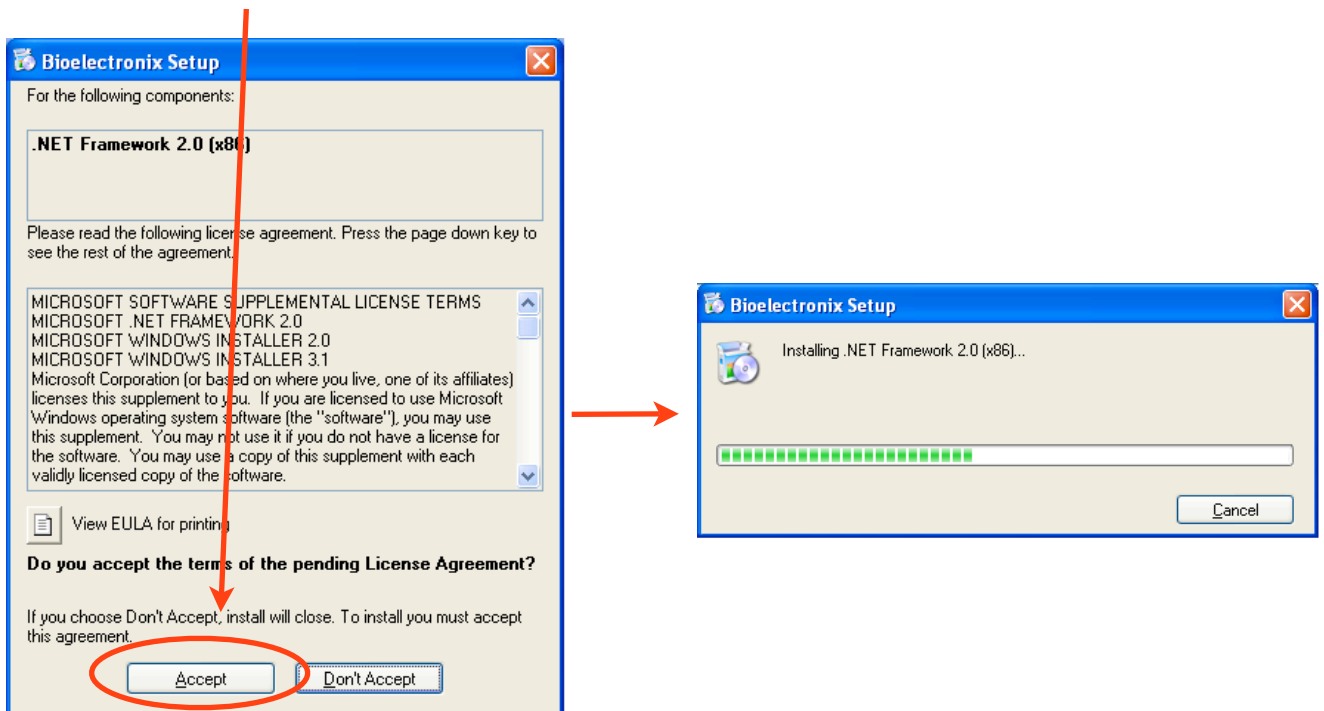 Bioelectronix Setup
For the following components:
.NET Framework 2.0 (x86)
Please read the following license agreement. Press the page down key to
see the rest of the agreement.
MICROSOFT SOFTWARE SUPPLEMENTAL LICENSE TERMS
MICROSOFT .NET FRAMEWORK 2.0
MICROSOFT WINDOWS INSTALLER 2.0
MICROSOFT WINDOWS INSTALLER 3.1
Microsoft Corporation (or based on where you live, one of its affiliates)
licenses this supplement to you.  If you are licensed to use Microsoft
Windows operating system software (the "software"), you may use
this supplement.  You may not use it if you do not have a license for
the software.  You may use a copy of this supplement with each
validly licensed copy of the software.
View EULA for printing
Do you accept the terms of the pending License Agreement?
If you choose Don't Accept, install will close. To install you must accept
this agreement.
Accept
Don't Accept
Bioelectronix Setup
Installing .NET Framework 2.0 (x86)...
Cancel